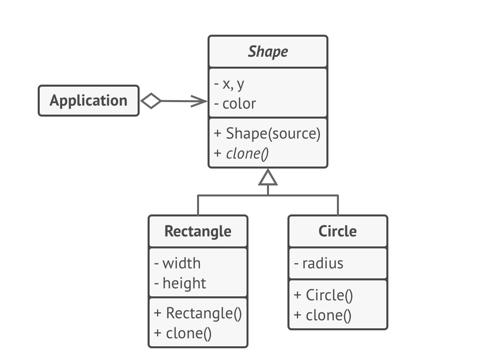 Shape
- x, y
- color
+ Shape(source)
+ clone()
Application
Rectangle
- width
- height
+ Rectangle()
+ clone()
Circle
- radius
+ Circle()
+ clone()